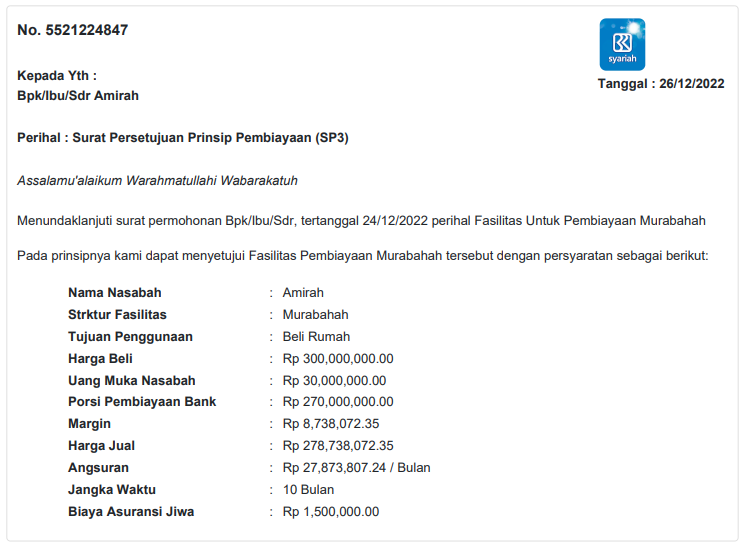 No. 5521224847
syariah
Tanggal : 26/12/2022
Kepada Yth :
Bpk/Ibu/Sdr Amirah
Perihal : Surat Persetujuan Prinsip Pembiayaan (SP3)
Assalamu'alaikum Warahmatullahi Wabarakatuh
Menundaklanjuti surat permohonan Bpk/Ibu/Sdr, tertanggal 24/12/2022 perihal Fasilitas Untuk Pembiayaan Murabahah
Pada prinsipnya kami dapat menyetujui Fasilitas Pembiayaan Murabahah tersebut dengan persyaratan sebagai berikut:
Nama Nasabah : Amirah
Strktur Fasilitas : Murabahah
Tujuan Penggunaan : Beli Rumah
Harga Beli : Rp 300,000,000.00
Uang Muka Nasabah : Rp 30,000,000.00
Porsi Pembiayaan Bank : Rp 270,000,000.00
Margin : Rp 8,738,072.35
Harga Jual : Rp 278,738,072.35
Angsuran : Rp 27,873,807.24 / Bulan
Jangka Waktu : 10 Bulan
Biaya Asuransi Jiwa : Rp 1,500,000.00